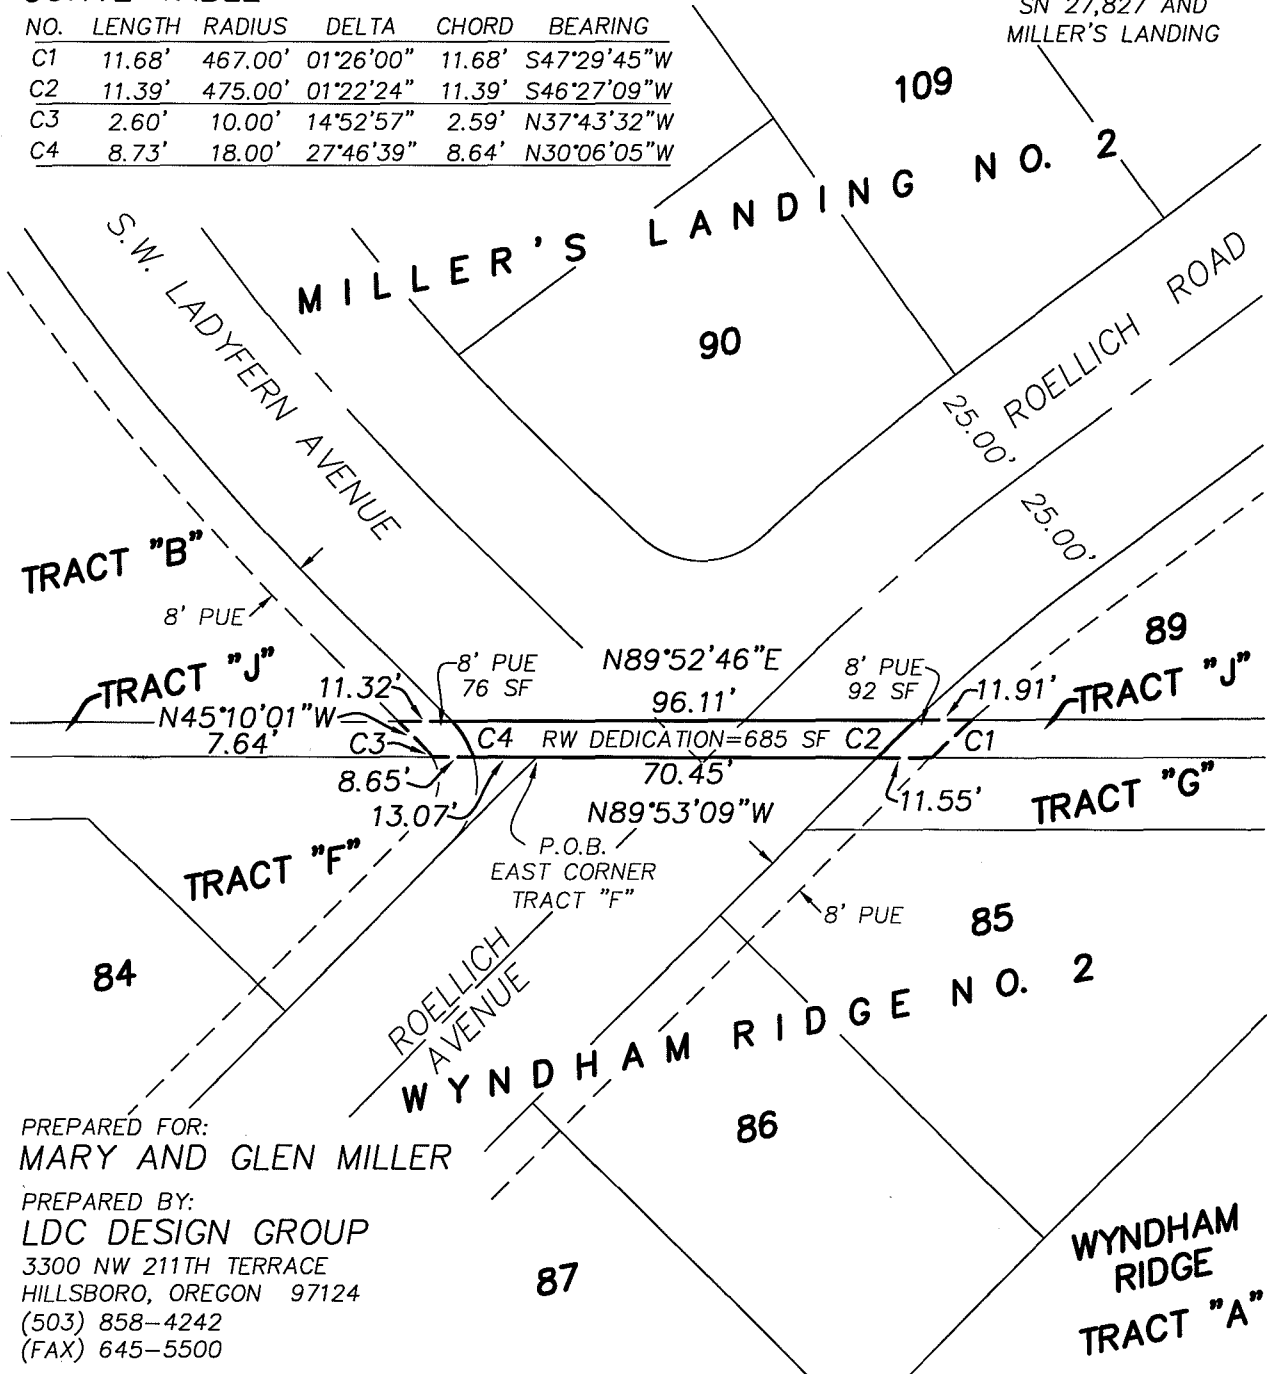 NO. LENGTH RADIUS DELTA CHORD BEARING
C1 11.68' 467.00' 01°26'00" 11.68' S47°29'45"W
C2 11.39' 475.00' 01°22'24" 11.39' S46°27'09"W
C3 2.60' 10.00' 14°52'57" 2.59' N37°43'32"W
C4 8.73' 18.00' 27°46'39" 8.64' N30°06'05"W
SN 27,827 AND
MILLER'S LANDING
109
MILLER'S LANDING NO. 2
S.W. LADYFERN AVENUE
90
ROELLICH ROAD
25.00'
25.00'
TRACT "B"
8' PUE
89
TRACT "J"
11.32'
8' PUE
76 SF
N89°52'46"E
96.11'
8' PUE
92 SF
11.91'
TRACT "J"
N45°10'01"W
7.64'
C3
C4
RW DEDICATION=685 SF
C2
C1
8.65'
13.07'
70.45'
N89°53'09"W
11.55'
TRACT "G"
TRACT "F"
P.O.B.
EAST CORNER
TRACT "F"
8' PUE
85
84
ROELLICH
AVENUE
WYNDHAM RIDGE NO. 2
86
87
PREPARED FOR:
MARY AND GLEN MILLER
PREPARED BY:
LDC DESIGN GROUP
3300 NW 211TH TERRACE
HILLSBORO, OREGON 97124
(503) 858-4242
(FAX) 645-5500
WYNDHAM
RIDGE
TRACT "A"